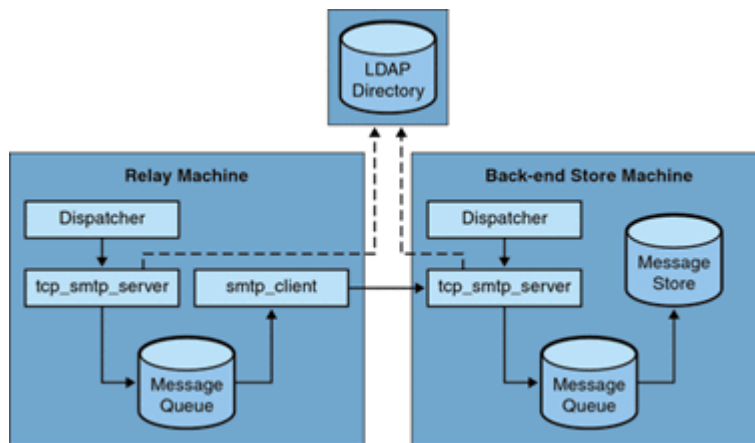 LDAP
Directory
Relay Machine
Dispatcher
tcp_smtp_server
smtp_client
Message
Queue
Back-end Store Machine
Dispatcher
tcp_smtp_server
Message
Store
Message
Queue